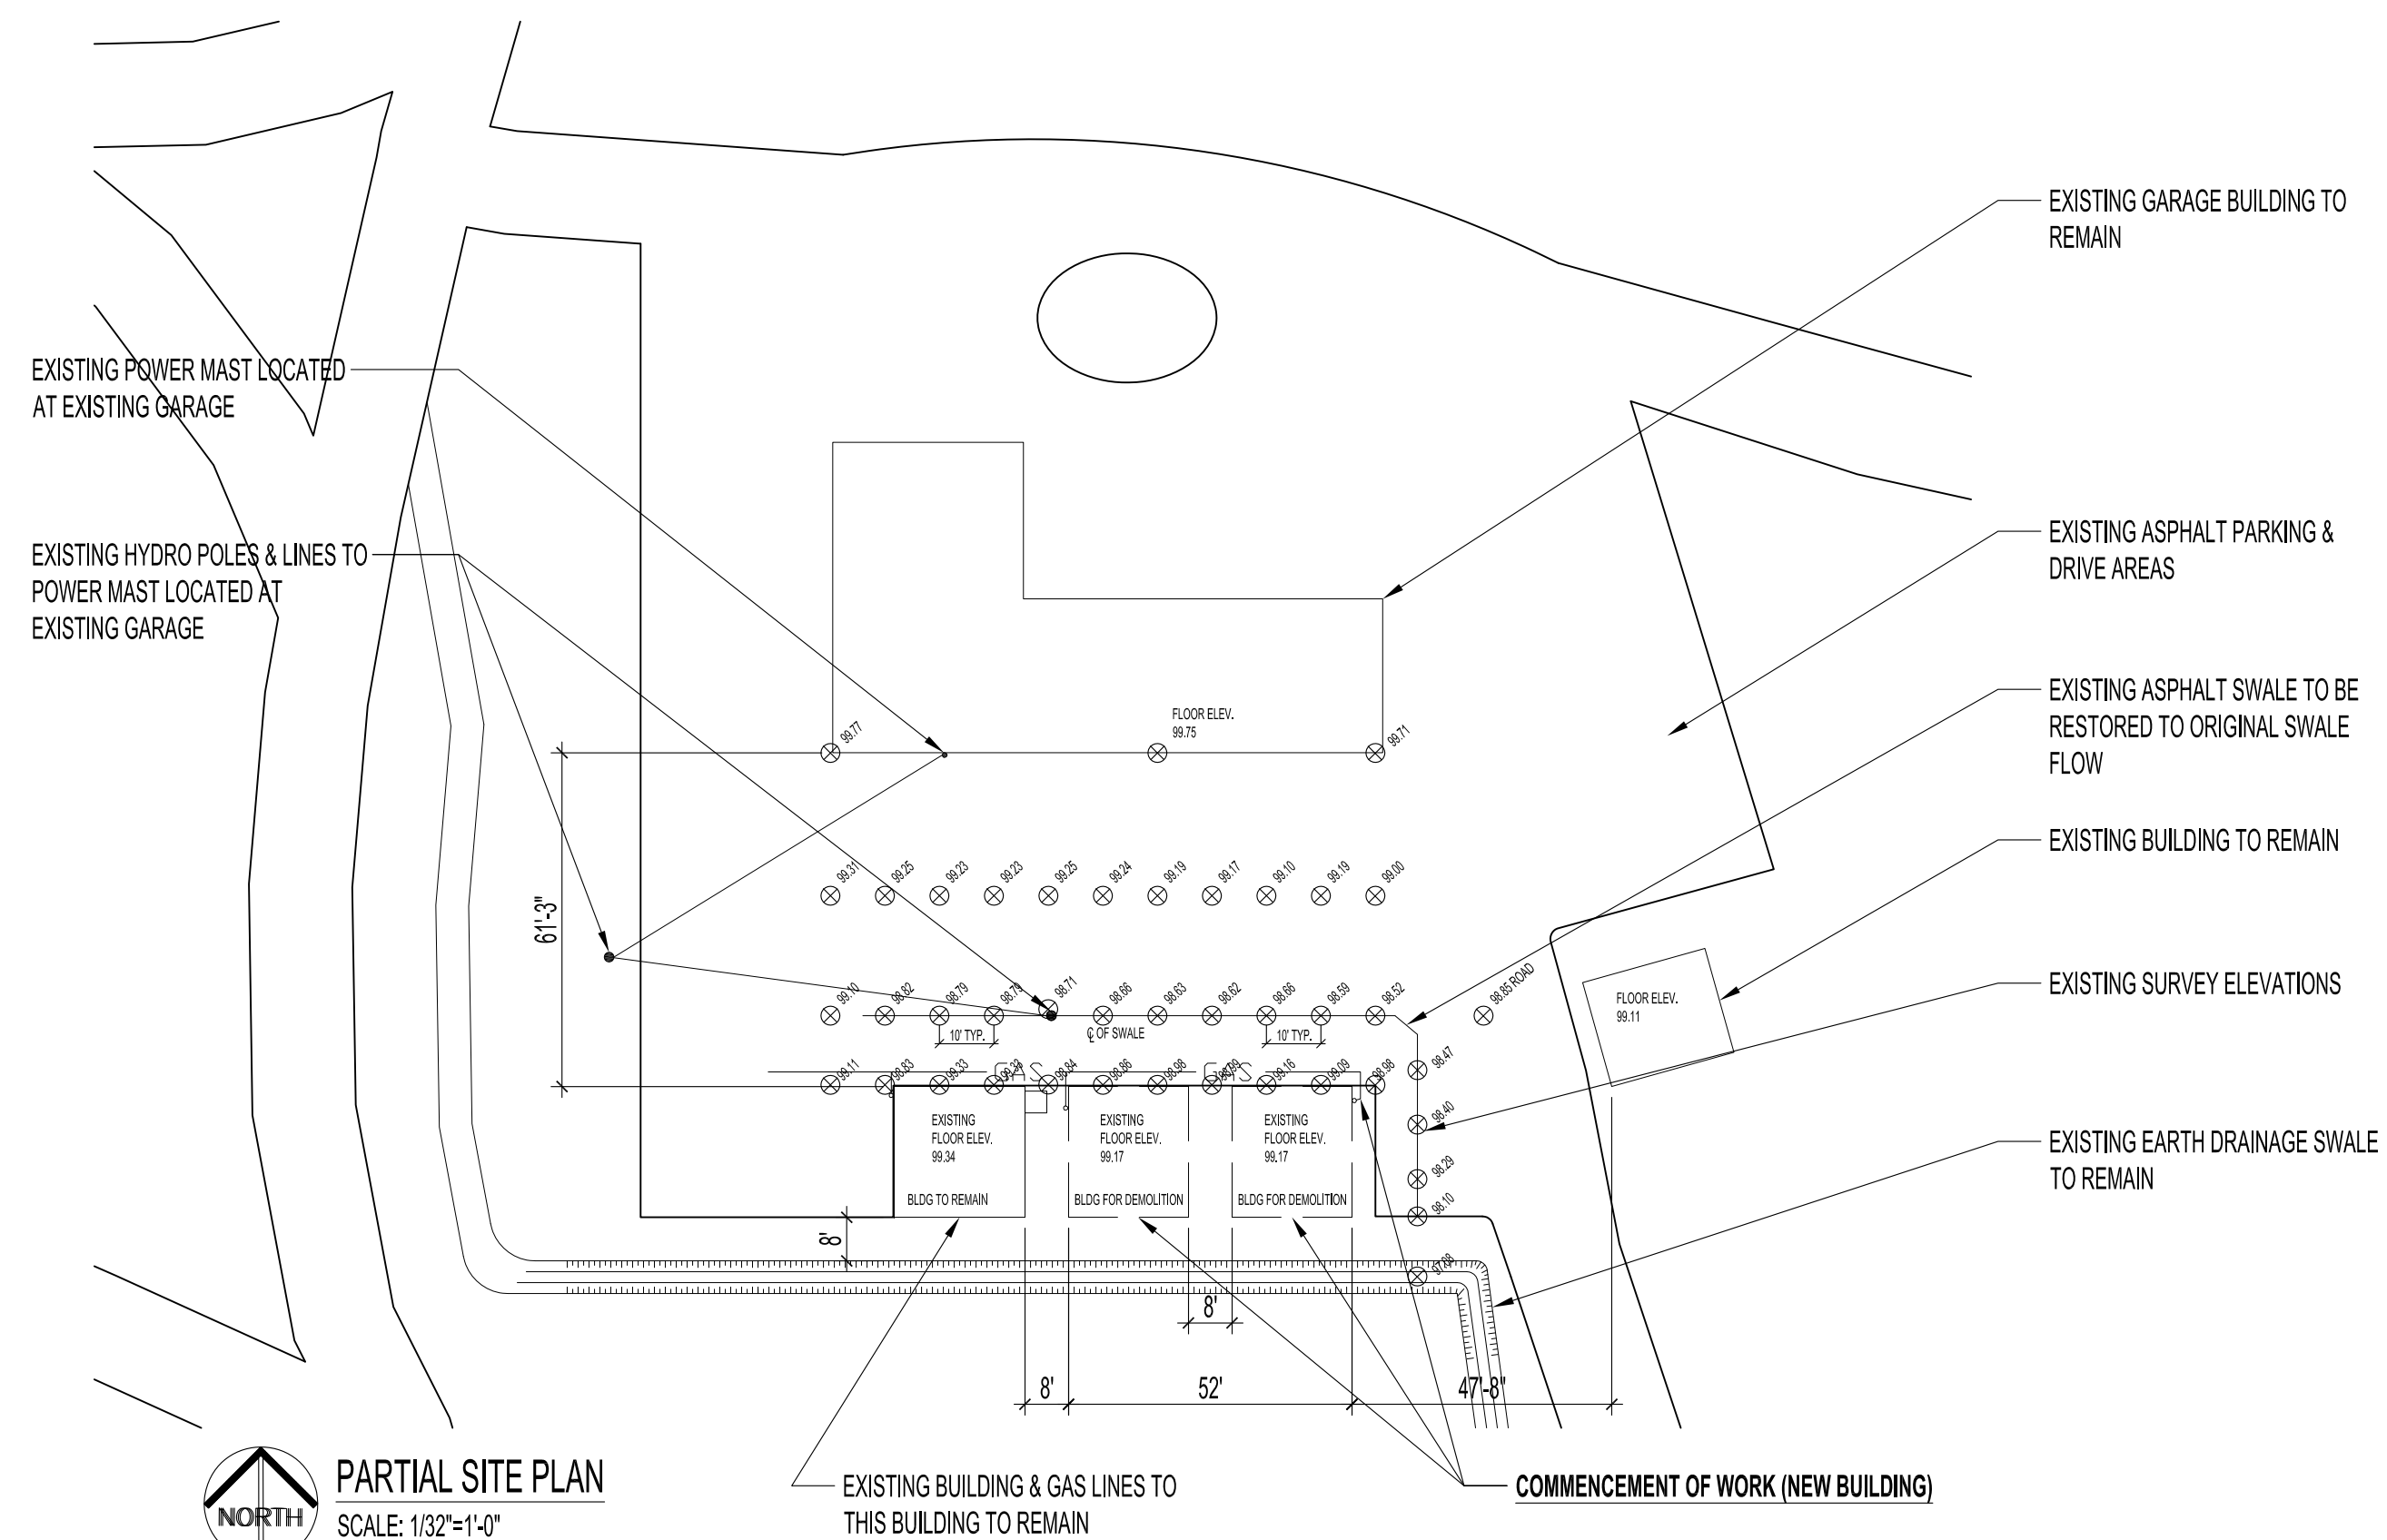 EXISTING GARAGE BUILDING TO
REMAIN
EXISTING POWER MAST LOCATED
AT EXISTING GARAGE
EXISTING HYDRO POLES & LINES TO
POWER MAST LOCATED AT
EXISTING GARAGE
EXISTING ASPHALT PARKING &
DRIVE AREAS
EXISTING ASPHALT SWALE TO BE
RESTORED TO ORIGINAL SWALE
FLOW
EXISTING BUILDING TO REMAIN
EXISTING SURVEY ELEVATIONS
EXISTING EARTH DRAINAGE SWALE
TO REMAIN
FLOOR ELEV.
99.75
99.77
99.71
61'-3"
99.31 99.25 99.23 99.23 99.25 99.24 99.19 99.17 99.10 99.19 99.00
99.10 98.82 98.79 98.79 98.71 98.66 98.63 98.62 98.66 98.59 98.52 98.85 ROAD
10' TYP.
℄ OF SWALE
10' TYP.
FLOOR ELEV.
99.11
GAS GAS
99.11 98.83 99.33 98.84 98.86 98.98 99.16 99.09 98.98
98.47
98.40
98.29
98.10
97.98
EXISTING
FLOOR ELEV.
99.34
BLDG TO REMAIN
EXISTING
FLOOR ELEV.
99.17
BLDG FOR DEMOLITION
EXISTING
FLOOR ELEV.
99.17
BLDG FOR DEMOLITION
8'
8'
8'
52'
47'-8"
NORTH
PARTIAL SITE PLAN
SCALE: 1/32"=1'-0"
EXISTING BUILDING & GAS LINES TO
THIS BUILDING TO REMAIN
COMMENCEMENT OF WORK (NEW BUILDING)